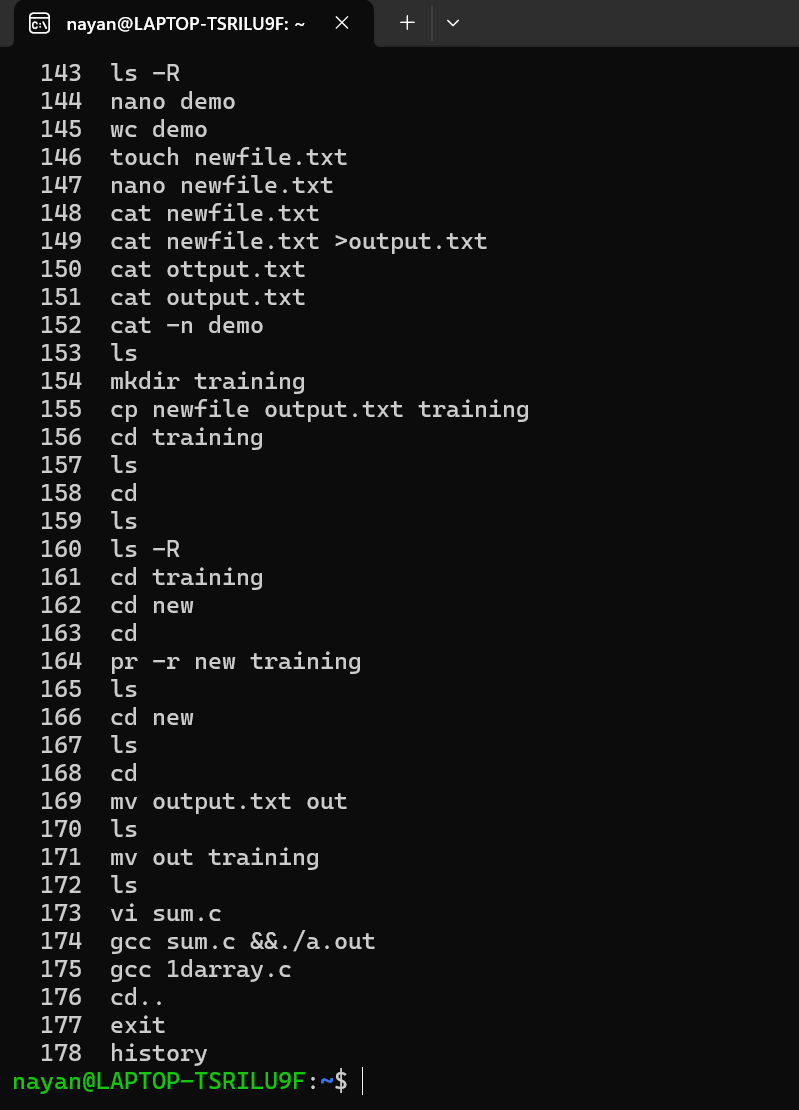 nayan@LAPTOP-TSRILU9F: ~
143 ls -R
144 nano demo
145 wc demo
146 touch newfile.txt
147 nano newfile.txt
148 cat newfile.txt
149 cat newfile.txt >output.txt
150 cat ottput.txt
151 cat output.txt
152 cat -n demo
153 ls
154 mkdir training
155 cp newfile output.txt training
156 cd training
157 ls
158 cd
159 ls
160 ls -R
161 cd training
162 cd new
163 cd
164 pr -r new training
165 ls
166 cd new
167 ls
168 cd
169 mv output.txt out
170 ls
171 mv out training
172 ls
173 vi sum.c
174 gcc sum.c &&./a.out
175 gcc 1darray.c
176 cd..
177 exit
178 history
nayan@LAPTOP-TSRILU9F:~$